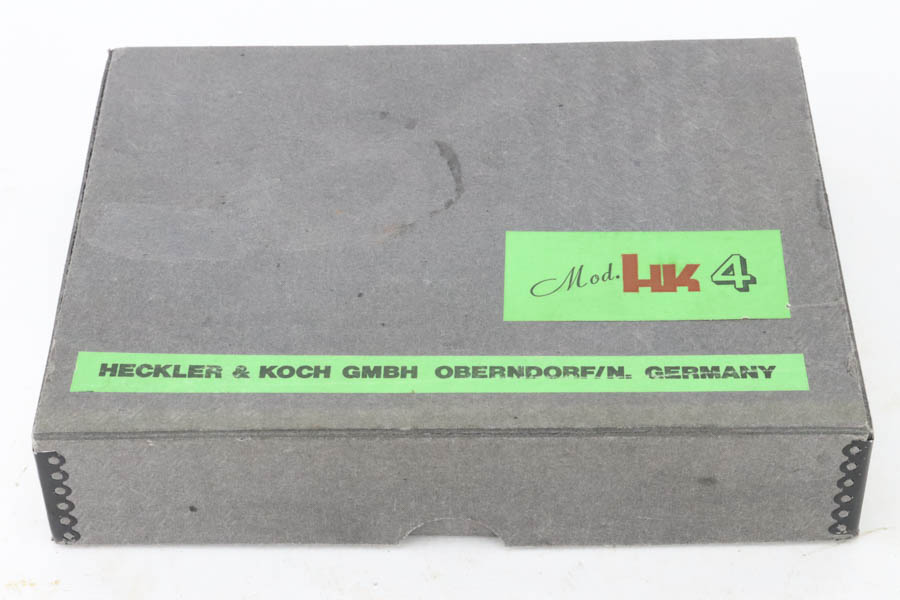 Mod. HK 4
HECKLER & KOCH GMBH OBERNDORF/N. GERMANY